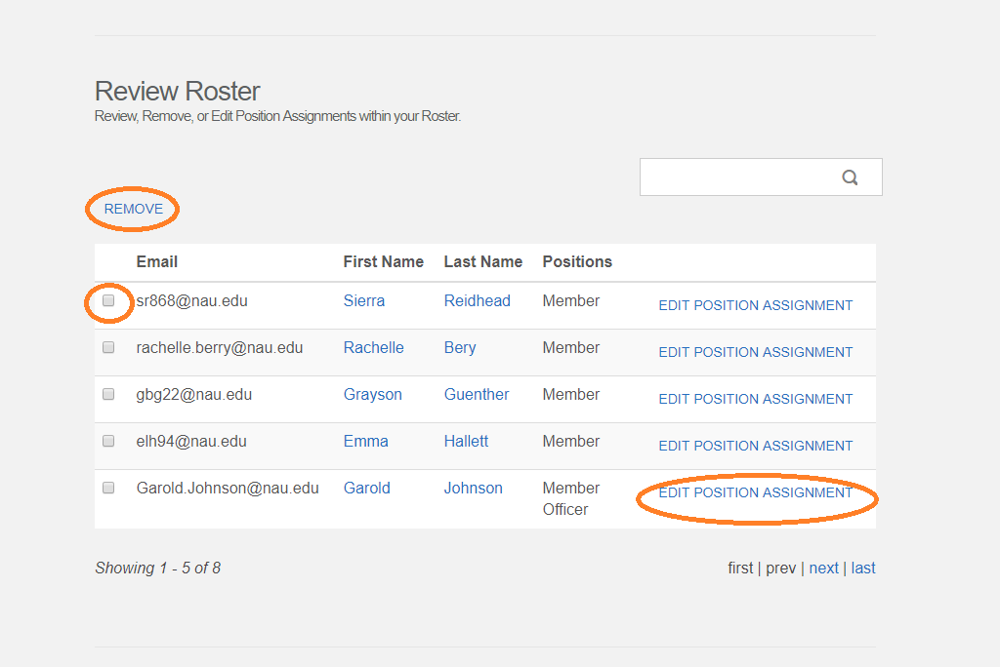 Review Roster
Review, Remove, or Edit Position Assignments within your Roster.
REMOVE
Email First Name Last Name Positions
sr868@nau.edu Sierra Reidhead Member EDIT POSITION ASSIGNMENT
rachelle.berry@nau.edu Rachelle Bery Member EDIT POSITION ASSIGNMENT
gbg22@nau.edu Grayson Guenther Member EDIT POSITION ASSIGNMENT
elh94@nau.edu Emma Hallett Member EDIT POSITION ASSIGNMENT
Garold.Johnson@nau.edu Garold Johnson Member EDIT POSITION ASSIGNMENT
Officer
Showing 1 - 5 of 8 first | prev | next | last